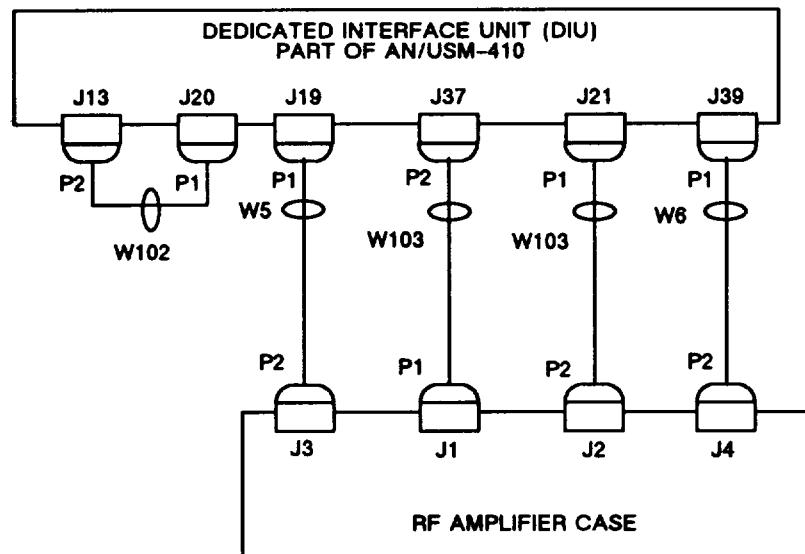 DEDICATED INTERFACE UNIT (DIU)
PART OF AN/USM-410
J13 J20 J19 J37 J21 J39
P2 P1 P1 P2 P1 P1
W5 W103 W103 W6
W102
P2 P1 P2 P2
J3 J1 J2 J4
RF AMPLIFIER CASE